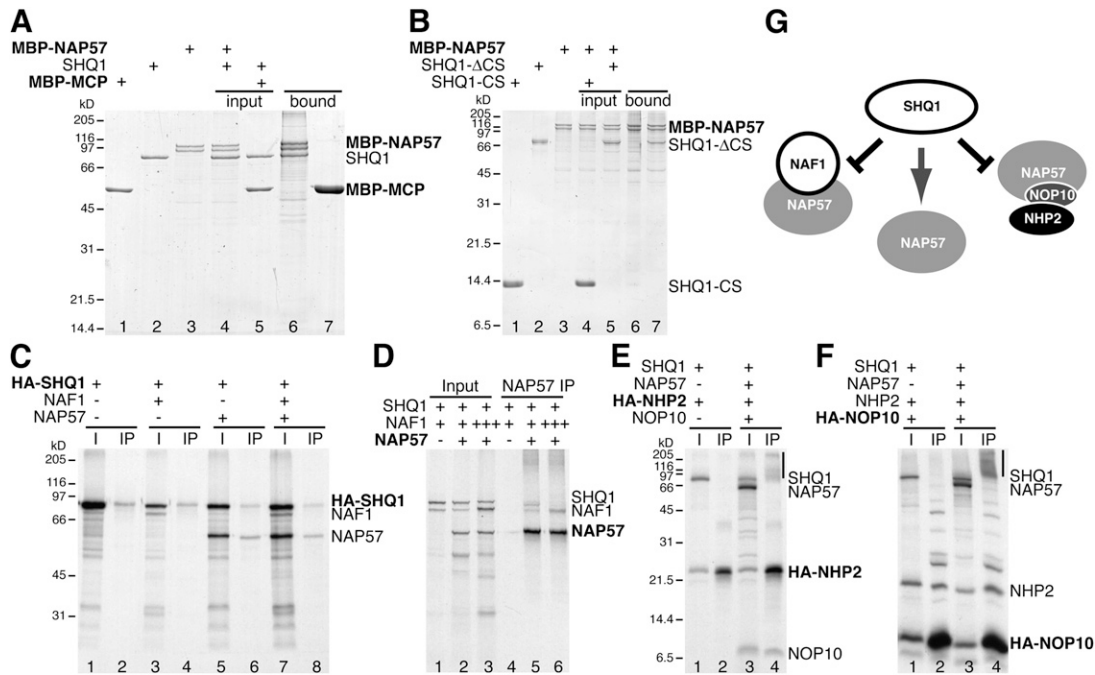 A
MBP-NAP57 + +
SHQ1 + + +
MBP-MCP + +
input bound
kD
205
116
97
66
45
31
21.5
14.4
MBP-NAP57
SHQ1
MBP-MCP
1 2 3 4 5 6 7
B
MBP-NAP57 + + +
SHQ1-ΔCS + +
SHQ1-CS + +
input bound
kD
205
116
97
66
45
31
21.5
14.4
6.5
MBP-NAP57
SHQ1-ΔCS
SHQ1-CS
1 2 3 4 5 6 7
G
SHQ1
NAF1
NAP57
NAP57
NAP57
NOP10
NHP2
C
HA-SHQ1 + + + +
NAF1 - + - +
NAP57 - - + +
I IP I IP I IP I IP
kD
205
116
97
66
45
31
HA-SHQ1
NAF1
NAP57
1 2 3 4 5 6 7 8
D
Input NAP57 IP
SHQ1 + + + + + +
NAF1 + + +++ + + +++
NAP57 - + + - + +
SHQ1
NAF1
NAP57
1 2 3 4 5 6
E
SHQ1 + +
NAP57 - +
HA-NHP2 + +
NOP10 - +
I IP I IP
kD
205
116
97
66
45
31
21.5
14.4
6.5
SHQ1
NAP57
HA-NHP2
NOP10
1 2 3 4
F
SHQ1 + +
NAP57 - +
NHP2 + +
HA-NOP10 + +
I IP I IP
SHQ1
NAP57
NHP2
HA-NOP10
1 2 3 4